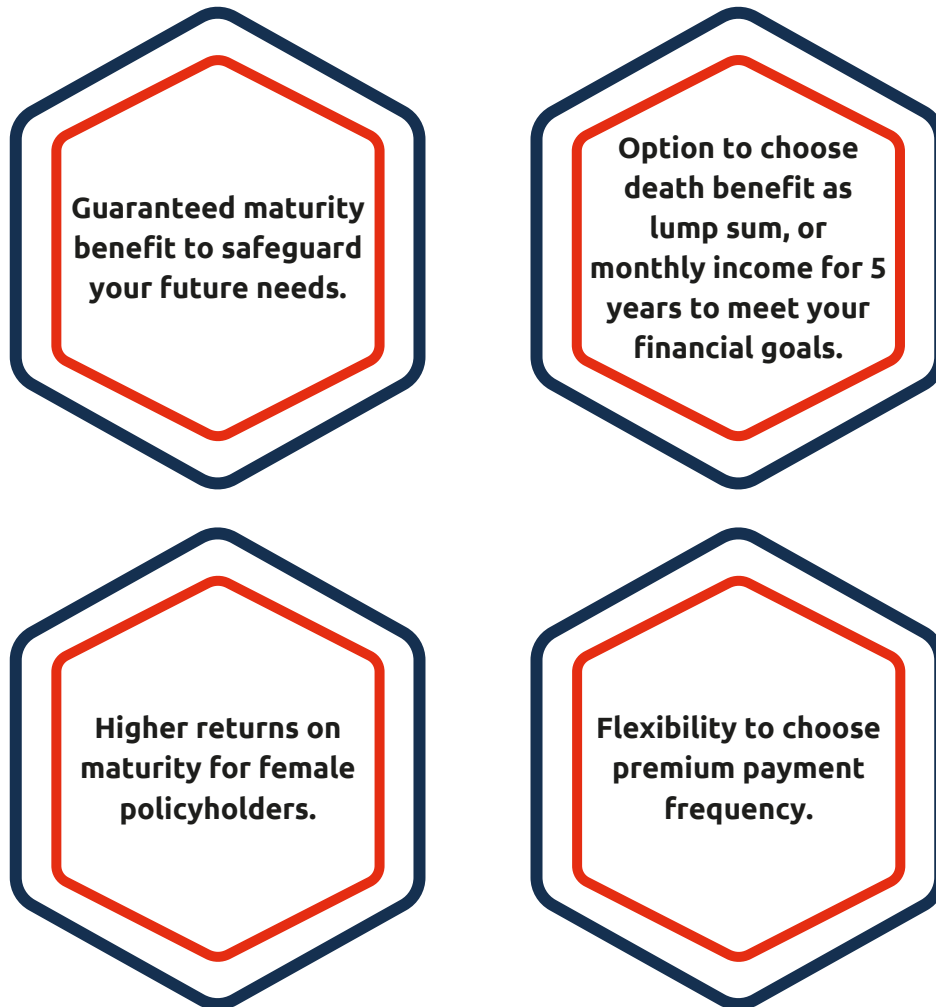 Guaranteed maturity
benefit to safeguard
your future needs.
Option to choose
death benefit as
lump sum, or
monthly income for 5
years to meet your
financial goals.
Higher returns on
maturity for female
policyholders.
Flexibility to choose
premium payment
frequency.